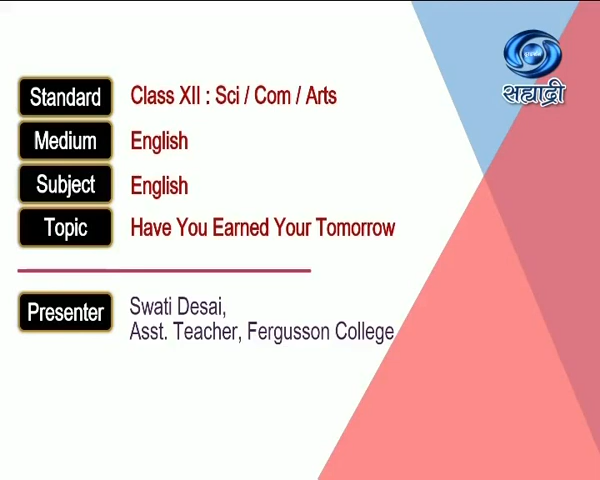 सह्याद्री
Standard Class XII : Sci / Com / Arts
Medium English
Subject English
Topic Have You Earned Your Tomorrow
Presenter Swati Desai,
Asst. Teacher, Fergusson College